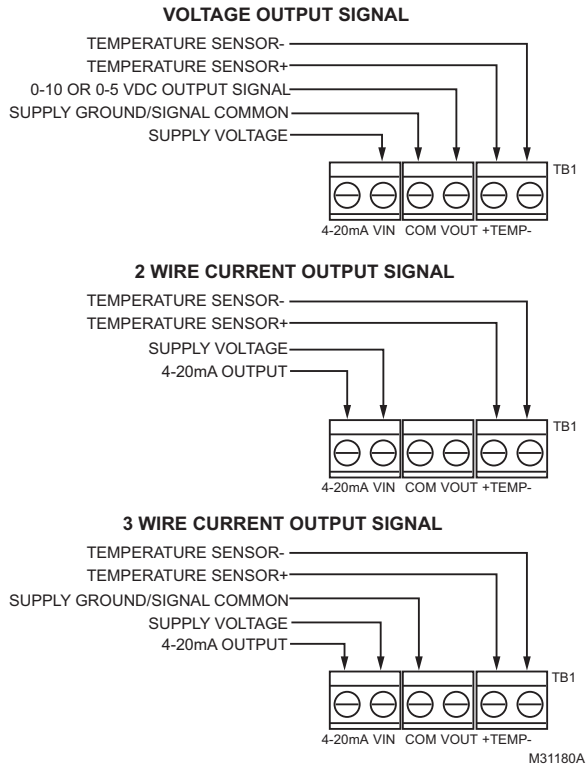 VOLTAGE OUTPUT SIGNAL
TEMPERATURE SENSOR-
TEMPERATURE SENSOR+
0-10 OR 0-5 VDC OUTPUT SIGNAL
SUPPLY GROUND/SIGNAL COMMON
SUPPLY VOLTAGE
TB1
4-20mA VIN COM VOUT +TEMP-
2 WIRE CURRENT OUTPUT SIGNAL
TEMPERATURE SENSOR-
TEMPERATURE SENSOR+
SUPPLY VOLTAGE
4-20mA OUTPUT
TB1
4-20mA VIN COM VOUT +TEMP-
3 WIRE CURRENT OUTPUT SIGNAL
TEMPERATURE SENSOR-
TEMPERATURE SENSOR+
SUPPLY GROUND/SIGNAL COMMON
SUPPLY VOLTAGE
4-20mA OUTPUT
TB1
4-20mA VIN COM VOUT +TEMP-
M31180A